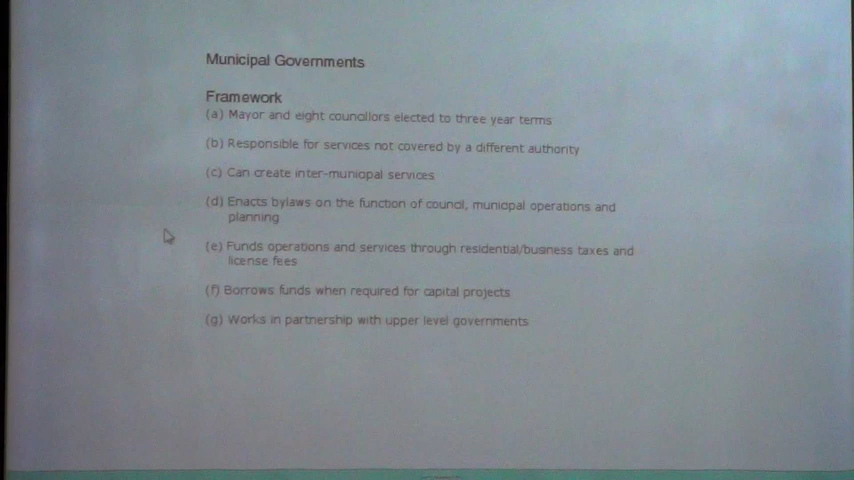 Municipal Governments
Framework
(a) Mayor and eight councillors elected to three year terms
(b) Responsible for services not covered by a different authority
(c) Can create inter-municipal services
(d) Enacts bylaws on the function of council, municipal operations and
planning
(e) Funds operations and services through residential/business taxes and
license fees
(f) Borrows funds when required for capital projects
(g) Works in partnership with upper level governments